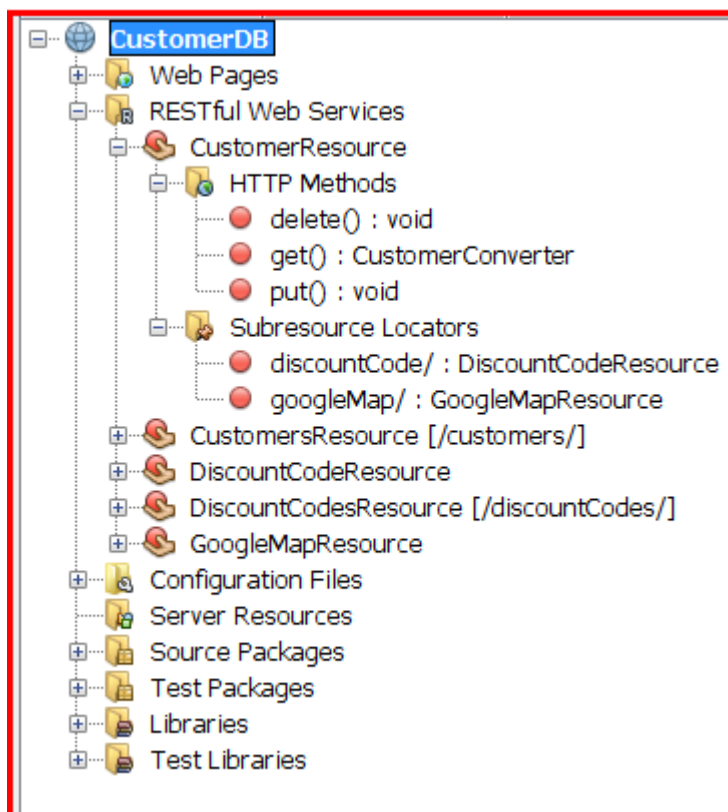 CustomerDB
Web Pages
RESTful Web Services
CustomerResource
HTTP Methods
delete() : void
get() : CustomerConverter
put() : void
Subresource Locators
discountCode/ : DiscountCodeResource
googleMap/ : GoogleMapResource
CustomersResource [/customers/]
DiscountCodeResource
DiscountCodesResource [/discountCodes/]
GoogleMapResource
Configuration Files
Server Resources
Source Packages
Test Packages
Libraries
Test Libraries